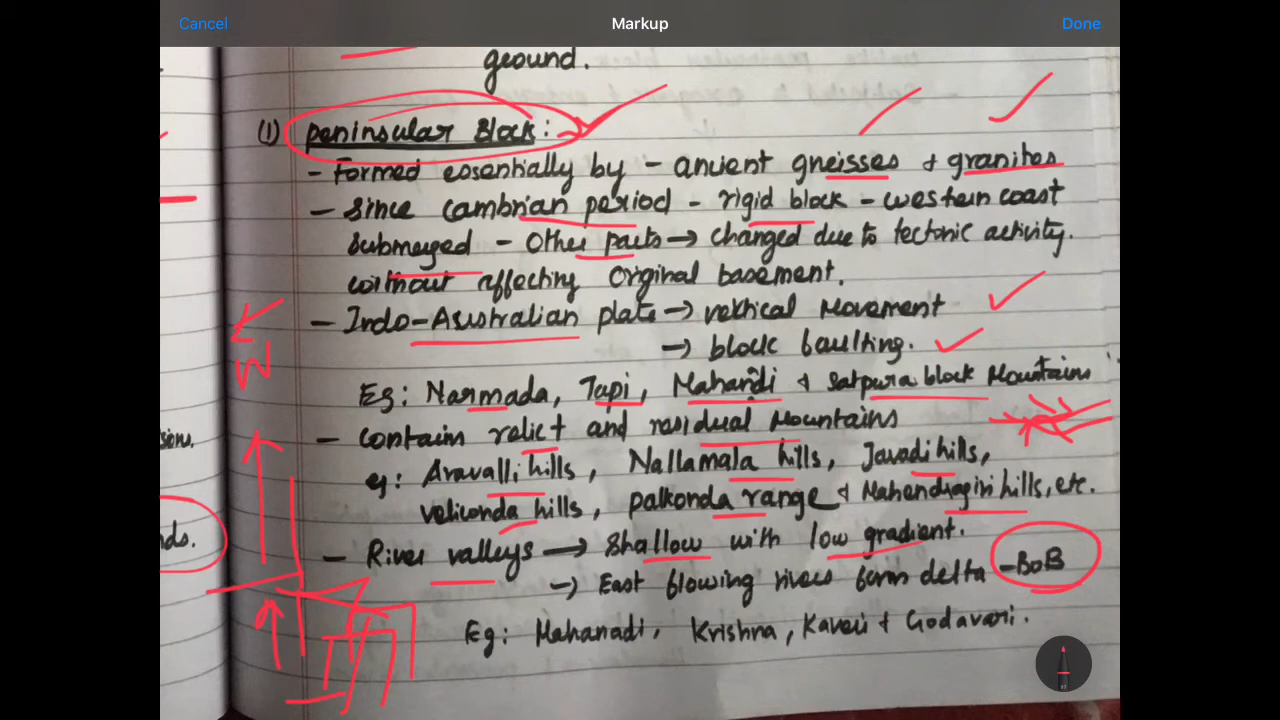 Cancel
Markup
Done
ground.
(1) Peninsular Block:
- Formed essentially by - ancient gneisses & granites
- Since Cambrian period - rigid block - western coast
submerged - Other parts → changed due to tectonic activity.
without affecting original basement.
- Indo-Australian plate → vertical Movement
→ block faulting.
Eg: Narmada, Tapi, Mahandi & Satpura block Mountains
- contain relict and residual Mountains
eg: Aravalli hills, Nallamala hills, Javadi hills,
veliconda hills, palkonda range & Mahendragiri hills, etc.
sion.
- River valleys → Shallow with low gradient.
nds.
→ East flowing rivers form delta - BoB
Eg: Mahanadi, Krishna, Kaveri & Godavari.